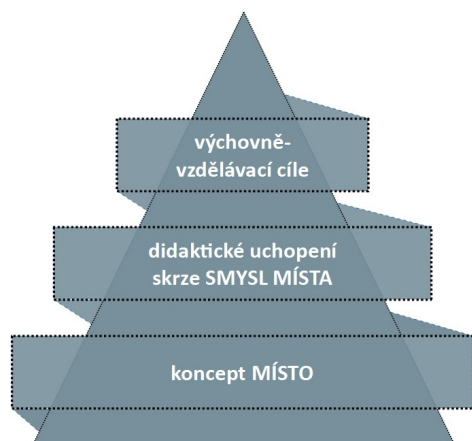 výchovně-
vzdělávací cíle
didaktické uchopení
skrze SMYSL MÍSTA
koncept MÍSTO